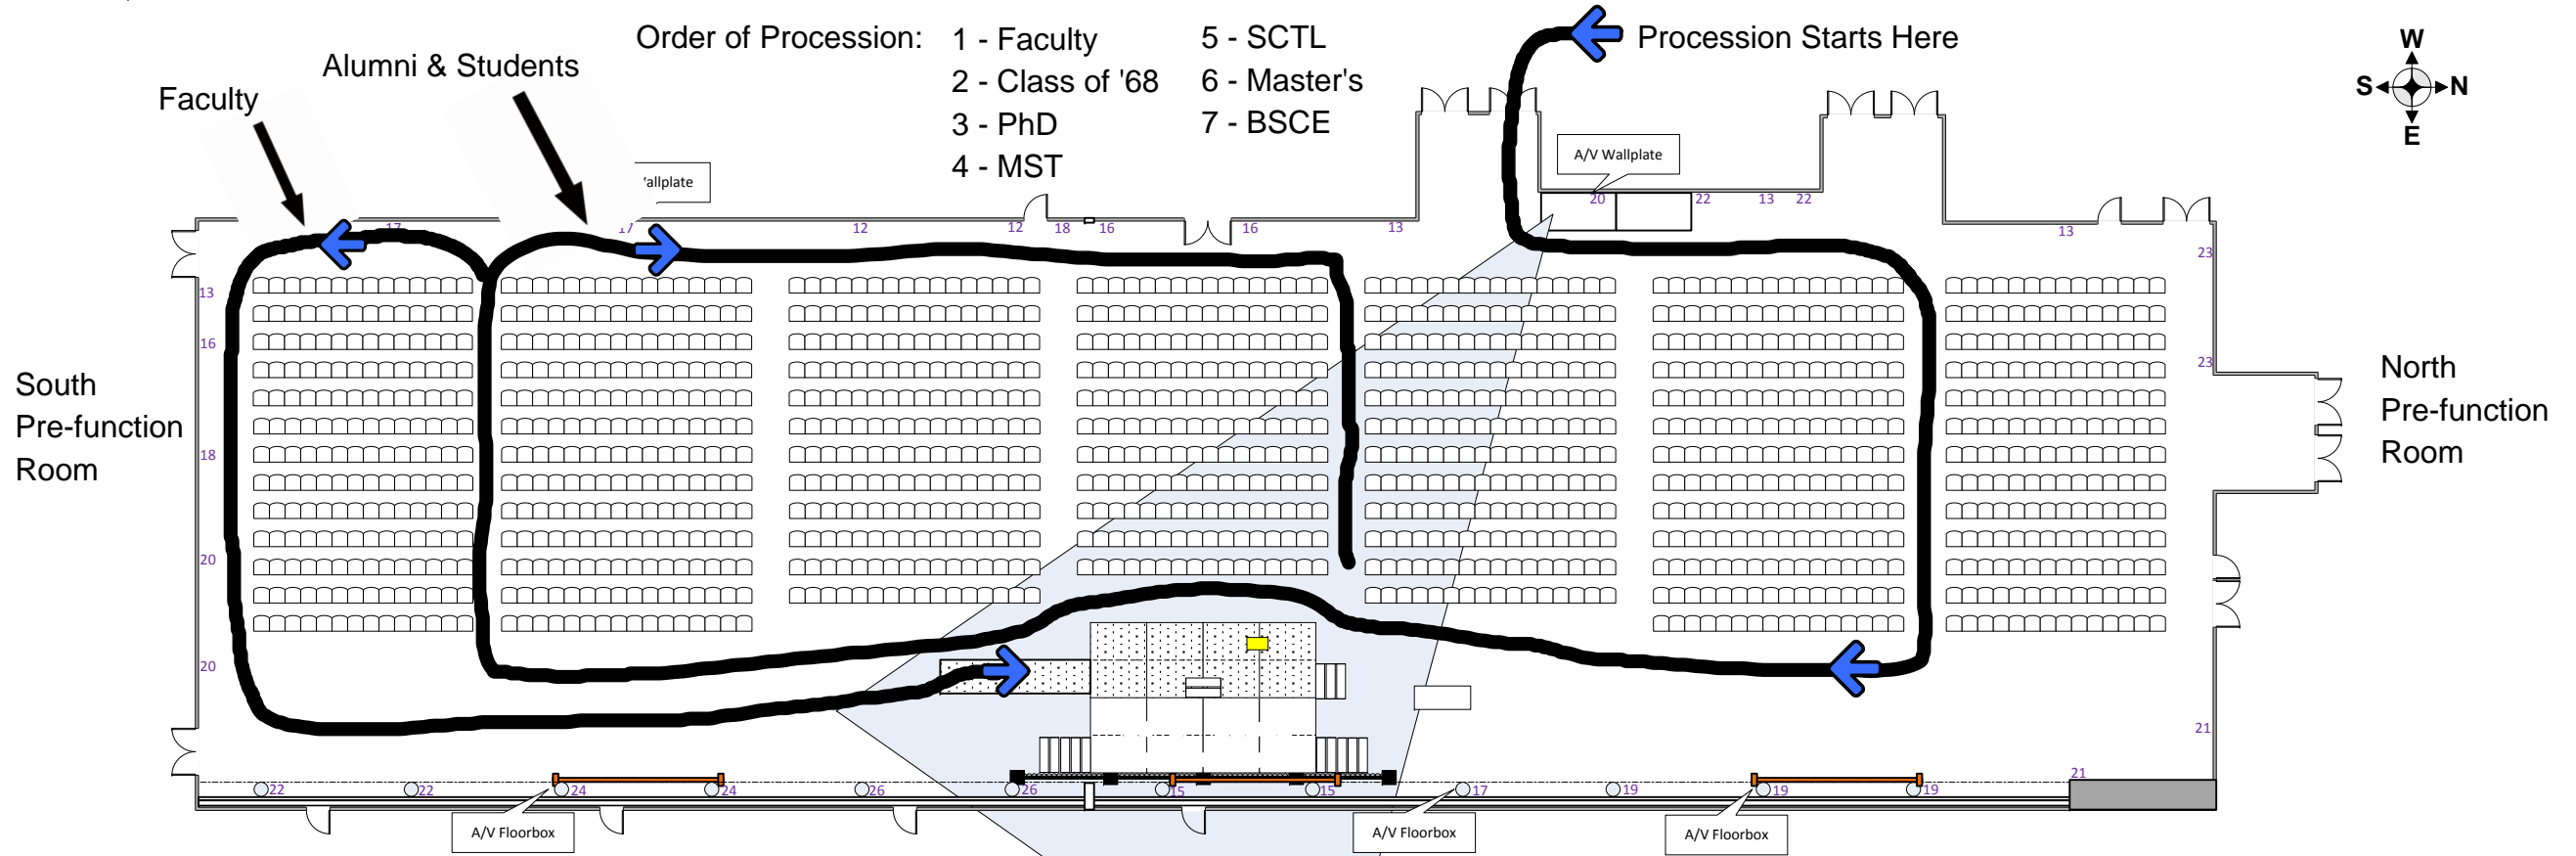 Order of Procession:
1 - Faculty
2 - Class of '68
3 - PhD
4 - MST
5 - SCTL
6 - Master's
7 - BSCE
Procession Starts Here
W
S
N
E
Alumni & Students
Faculty
A/V Wallplate
20
22
13
22
17
17
12
12
18
16
16
13
13
23
23
13
16
18
20
20
South
Pre-function
Room
North
Pre-function
Room
21
21
22
22
24
24
26
26
15
15
17
19
19
19
A/V Floorbox
A/V Floorbox
A/V Floorbox